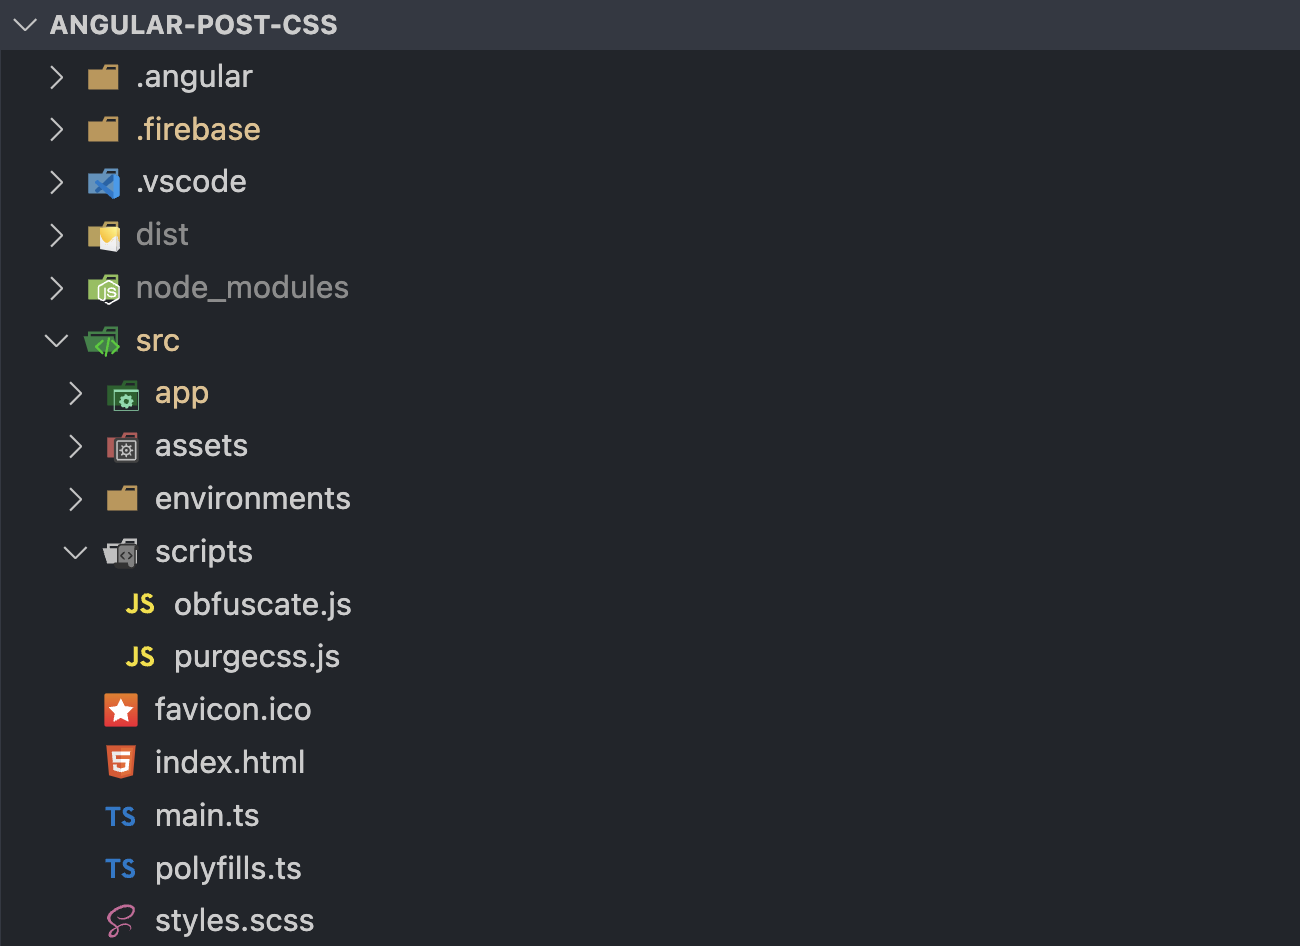 ANGULAR-POST-CSS
.angular
.firebase
.vscode
dist
node_modules
src
app
assets
environments
scripts
JS obfuscate.js
JS purgecss.js
favicon.ico
index.html
TS main.ts
TS polyfills.ts
styles.scss